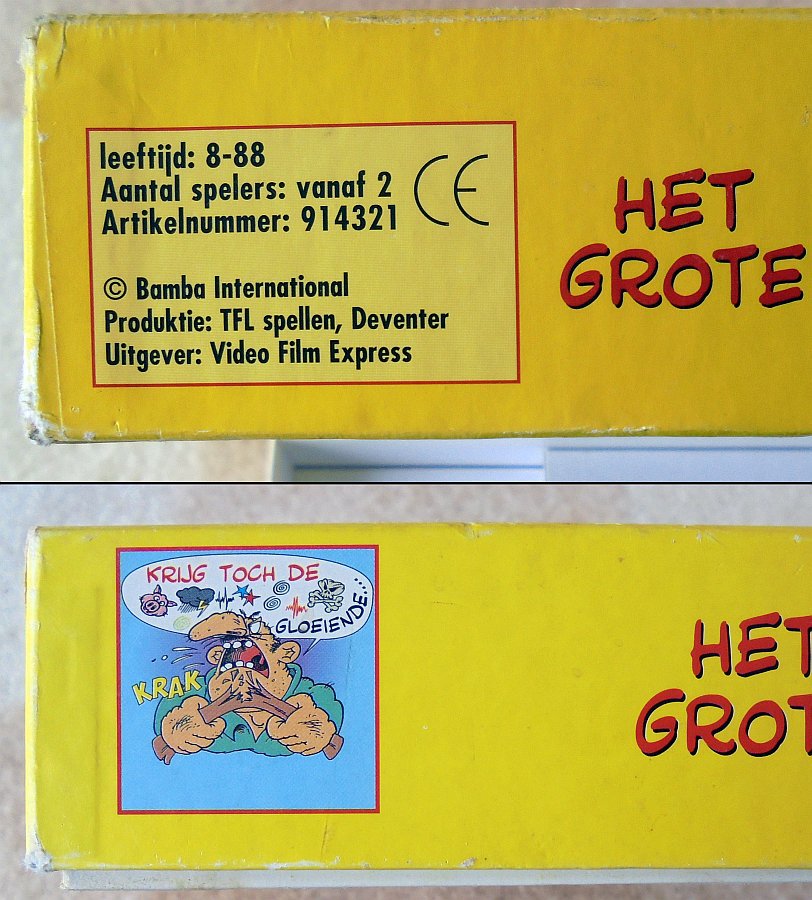 leeftijd: 8-88
Aantal spelers: vanaf 2
Artikelnummer: 914321
CE
© Bamba International
Produktie: TFL spellen, Deventer
Uitgever: Video Film Express
HET
GROTE
KRIJG TOCH DE
GLOEIENDE...
KRAK
HET
GROT